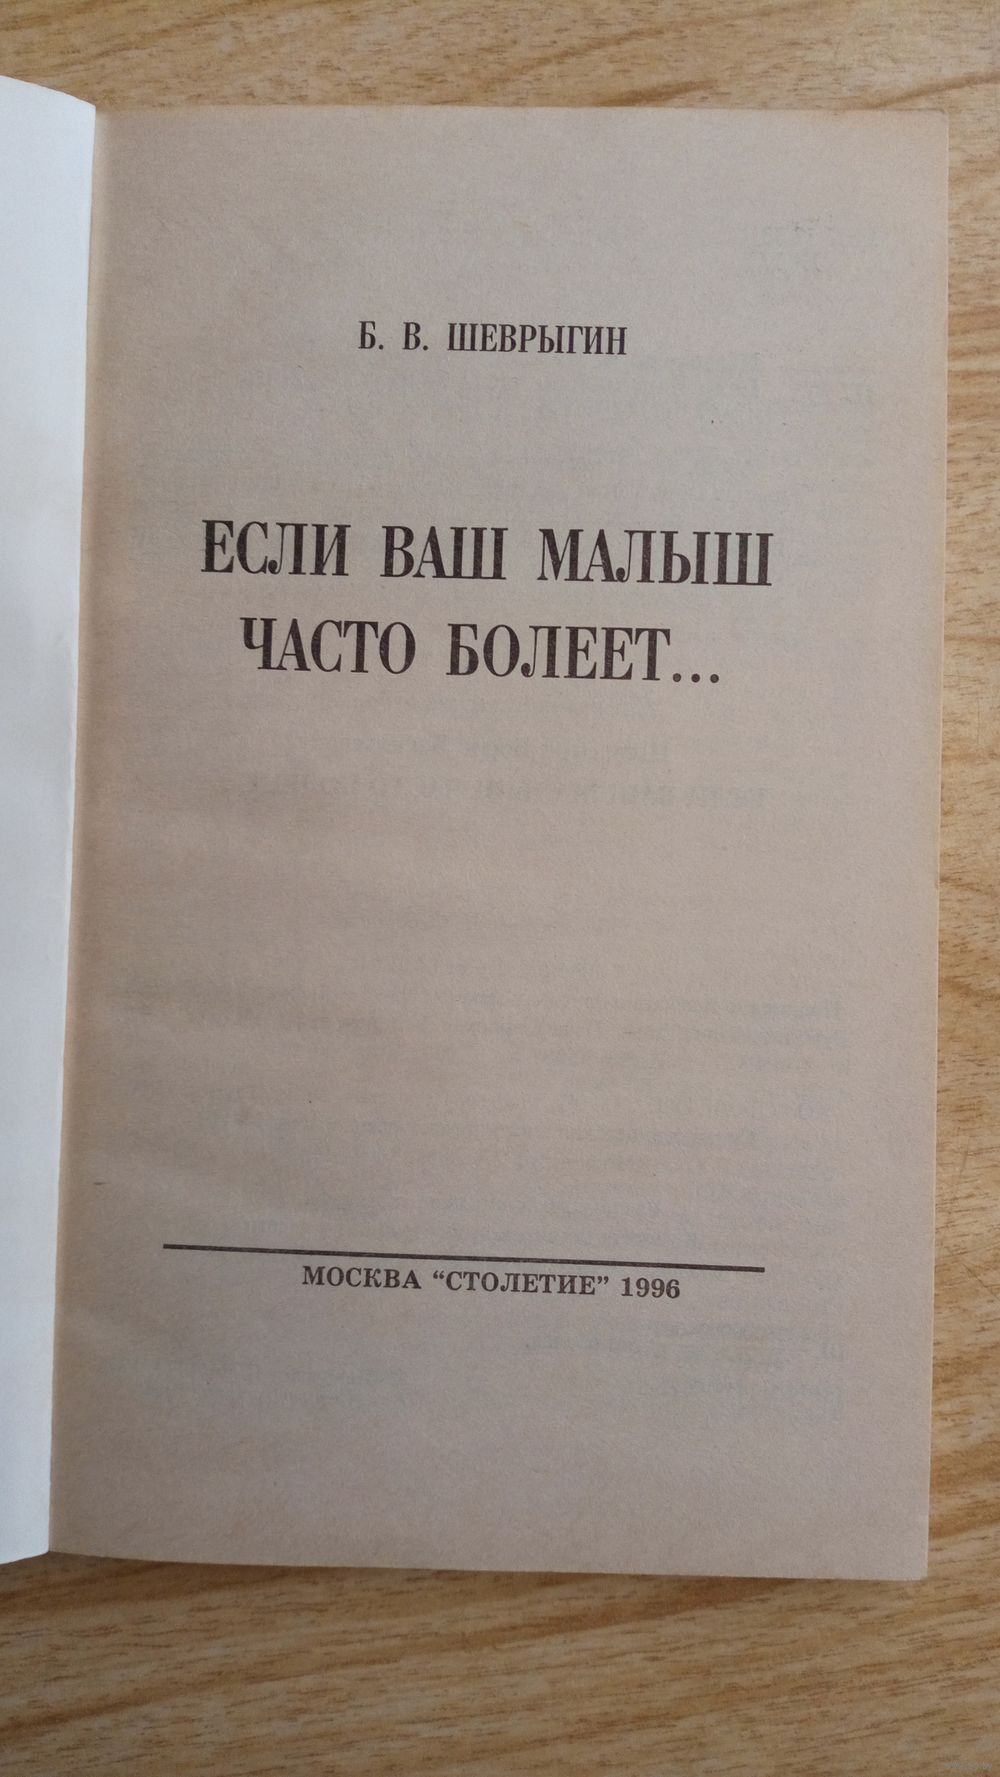 Б. В. ШЕВРЫГИН
ЕСЛИ ВАШ МАЛЫШ
ЧАСТО БОЛЕЕТ...
МОСКВА “СТОЛЕТИЕ” 1996